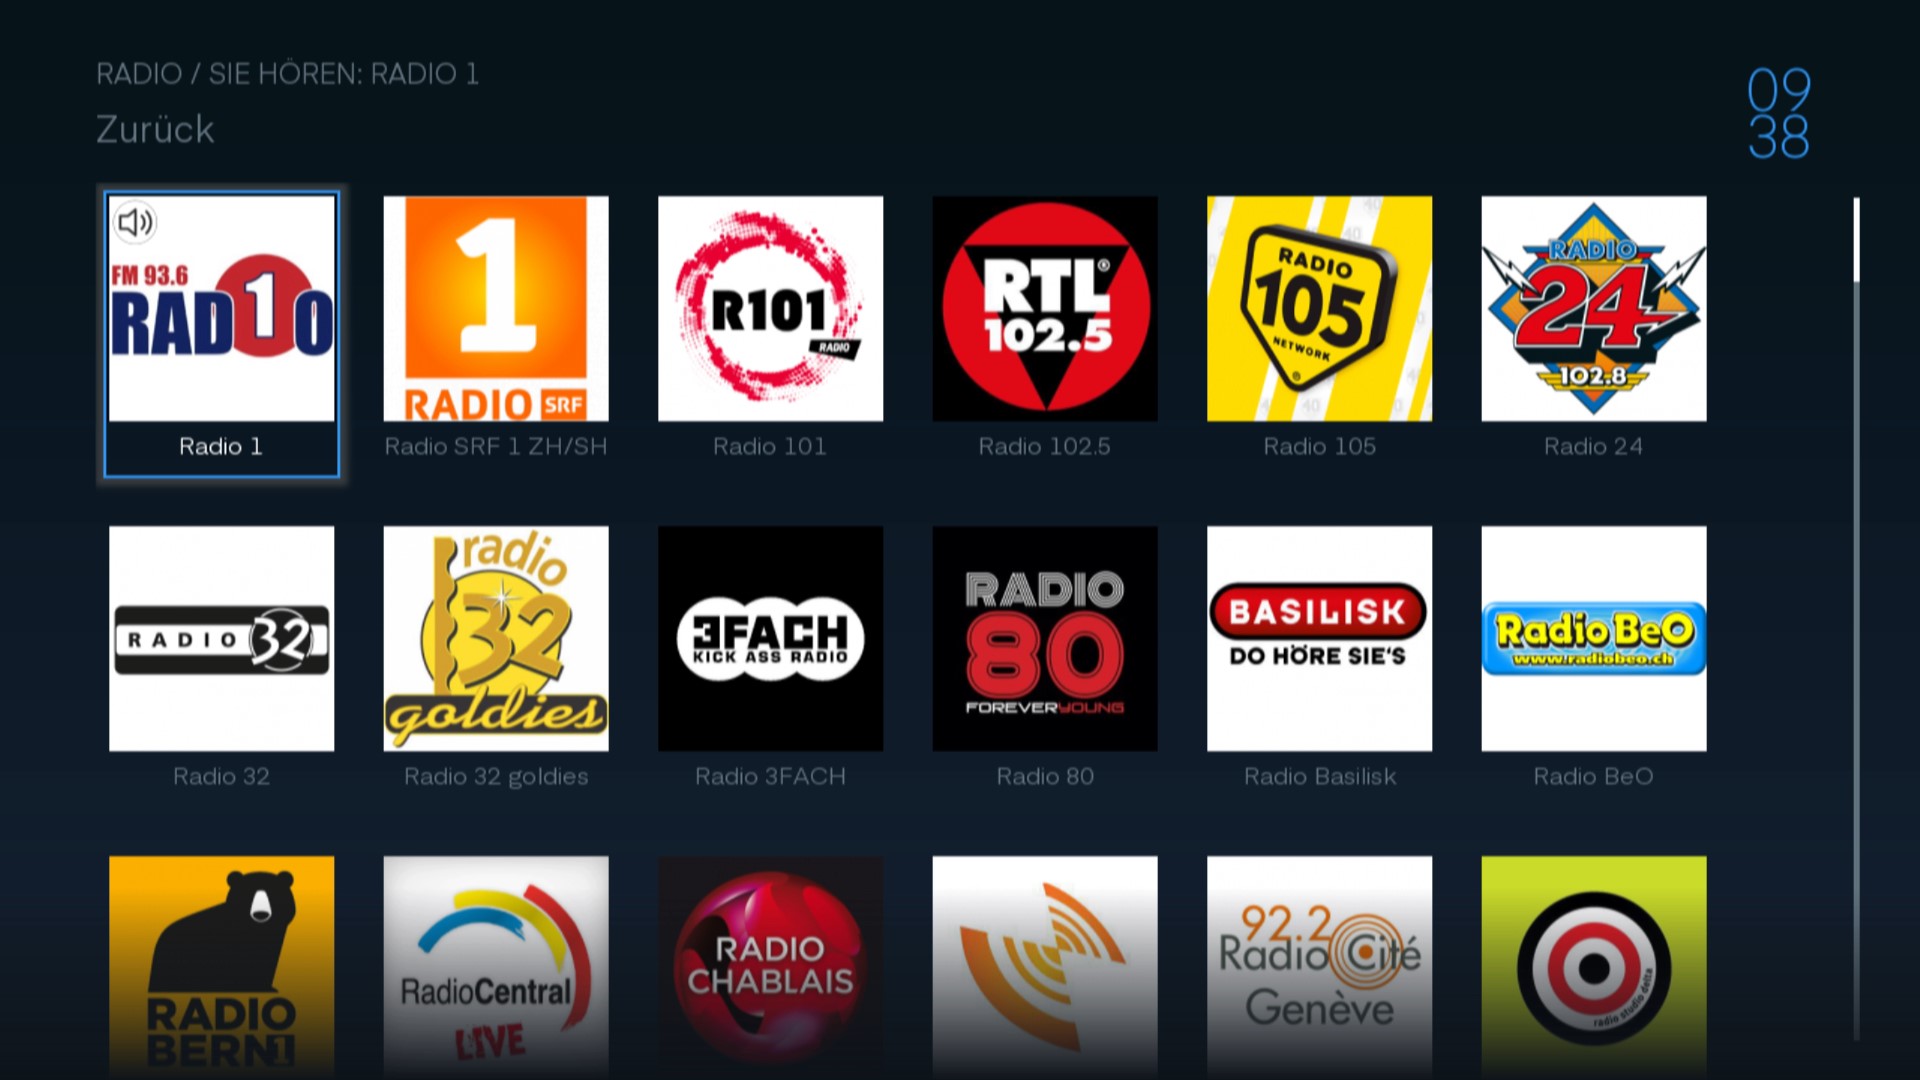 RADIO / SIE HÖREN: RADIO 1
Zurück
09
38
FM 93.6
RAD1O
Radio 1
1
RADIO SRF
Radio SRF 1 ZH/SH
R101
RADIO
Radio 101
RTL®
102.5
Radio 102.5
RADIO
105
NETWORK
®
Radio 105
RADIO
24
102.8
Radio 24
RADIO 32
Radio 32
radio
32
goldies
Radio 32 goldies
3FACH
KICK ASS RADIO
Radio 3FACH
RADIO
80
FOREVERYOUNG
Radio 80
BASILISK
DO HÖRE SIE'S
Radio Basilisk
Radio BeO
www.radiobeo.ch
Radio BeO
RADIO
BERN1
RadioCentral
LIVE
RADIO
CHABLAIS
92.2
Radio Cité
Genève
radio studio delta